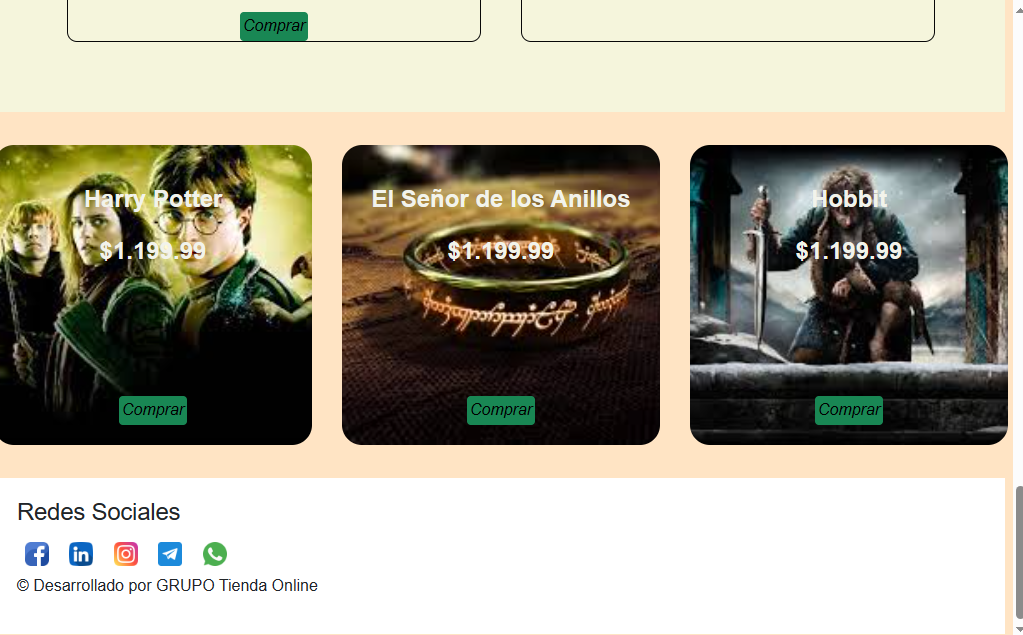 Comprar
Harry Potter
$1.199.99
Comprar
El Señor de los Anillos
$1.199.99
Comprar
Hobbit
$1.199.99
Comprar
Redes Sociales
in
© Desarrollado por GRUPO Tienda Online